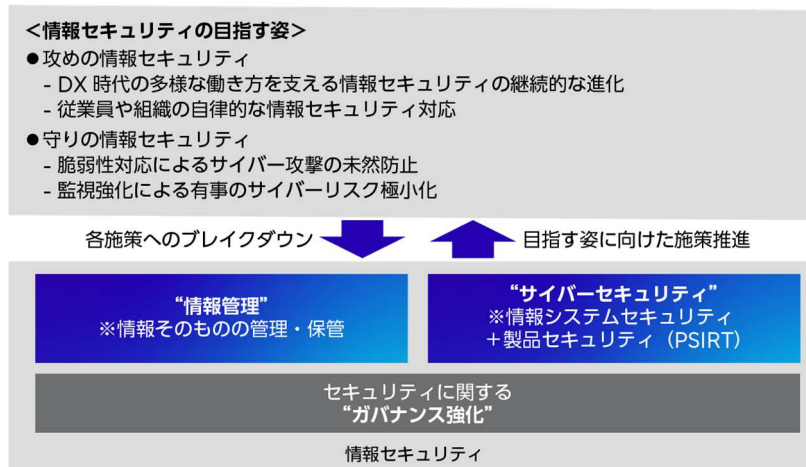 ＜情報セキュリティの目指す姿＞
●攻めの情報セキュリティ
- DX 時代の多様な働き方を支える情報セキュリティの継続的な進化
- 従業員や組織の自律的な情報セキュリティ対応
●守りの情報セキュリティ
- 脆弱性対応によるサイバー攻撃の未然防止
- 監視強化による有事のサイバーリスク極小化
各施策へのブレイクダウン
目指す姿に向けた施策推進
“情報管理”
※情報そのものの管理・保管
“サイバーセキュリティ”
※情報システムセキュリティ
＋製品セキュリティ（PSIRT）
セキュリティに関する
“ガバナンス強化”
情報セキュリティ